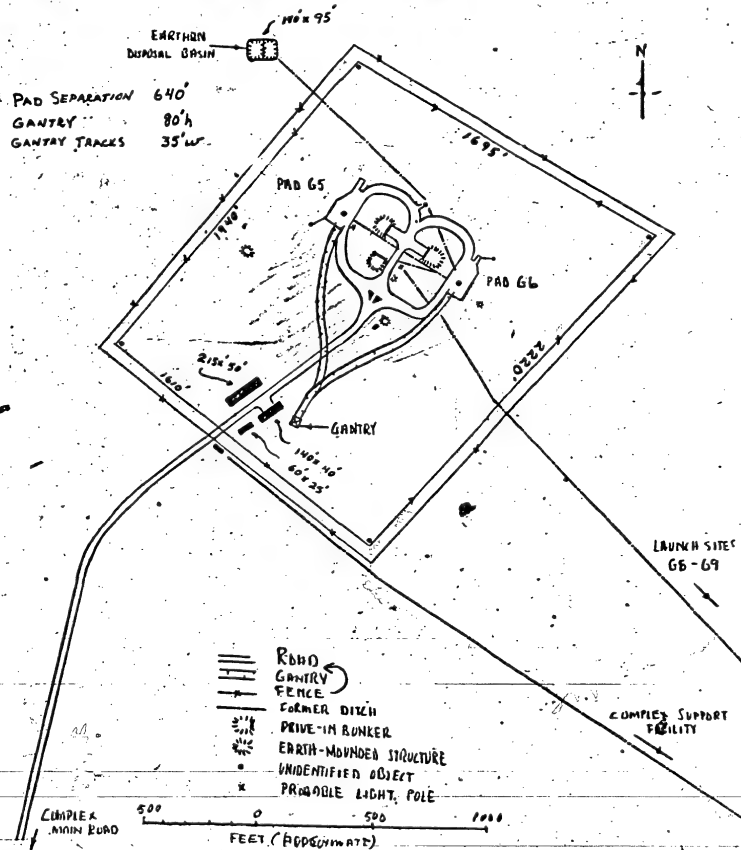 190' x 95'
EARTHEN
DISPOSAL BASIN
N
PAD SEPARATION 640'
GANTRY 80'h
GANTRY TRACKS 35'w
1695'
PAD G5
1940'
PAD G6
2220'
215x'50'
1610'
GANTRY
140'x 40'
60'x 25'
LAUNCH SITES
G8-G9
ROAD
GANTRY
FENCE
FORMER DITCH
DRIVE-IN BUNKER
EARTH-MOUNDED STRUCTURE
UNIDENTIFIED OBJECT
PROBABLE LIGHT POLE
COMPLEX SUPPORT
FACILITY
COMPLEX
MAIN ROAD
500 0 500 1000
FEET (APPROXIMATE)